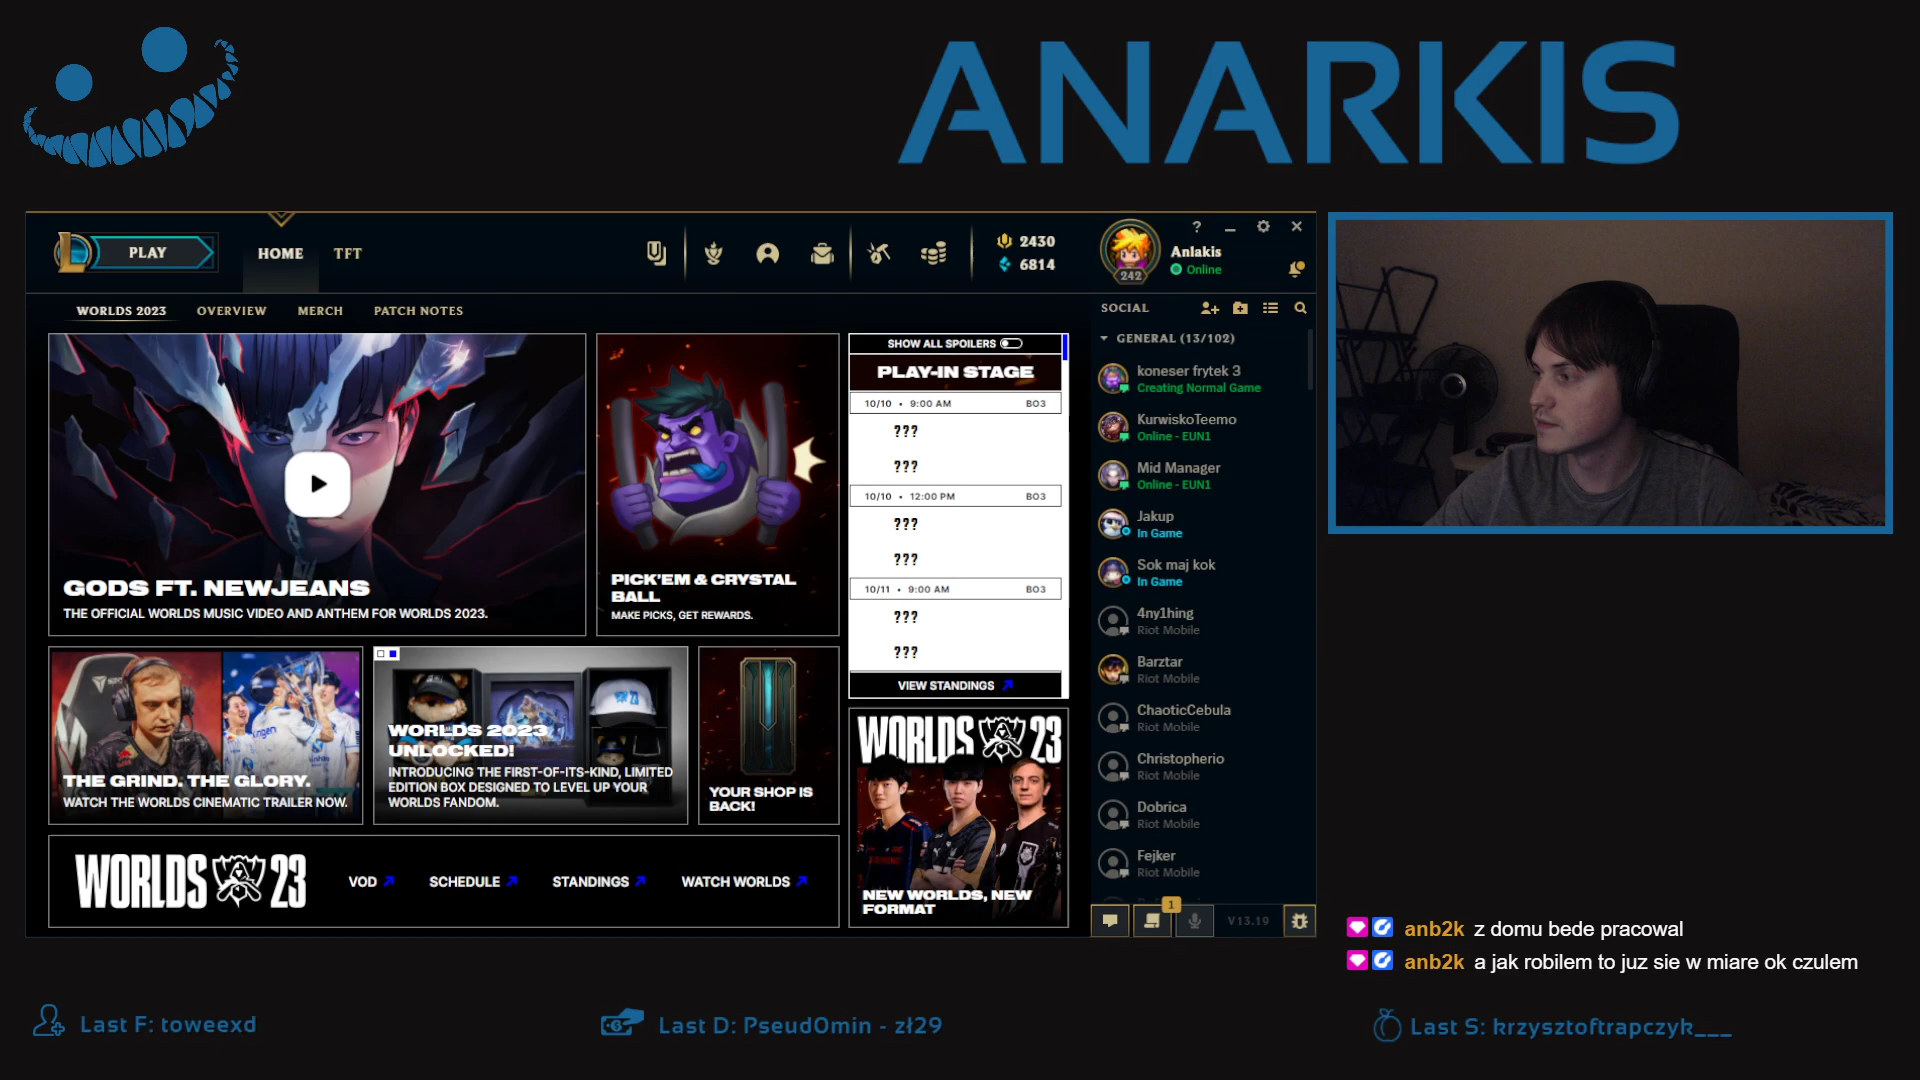 ANARKIS
PLAY
HOME
TFT
2430
6814
242
Anlakis
Online
?
WORLDS 2023
OVERVIEW
MERCH
PATCH NOTES
GODS FT. NEWJEANS
THE OFFICIAL WORLDS MUSIC VIDEO AND ANTHEM FOR WORLDS 2023.
PICK'EM & CRYSTAL
BALL
MAKE PICKS, GET REWARDS.
SHOW ALL SPOILERS
PLAY-IN STAGE
10/10 • 9:00 AM BO3
???
???
10/10 • 12:00 PM BO3
???
???
10/11 • 9:00 AM BO3
???
???
VIEW STANDINGS
THE GRIND. THE GLORY.
WATCH THE WORLDS CINEMATIC TRAILER NOW.
WORLDS 2023
UNLOCKED!
INTRODUCING THE FIRST-OF-ITS-KIND, LIMITED
EDITION BOX DESIGNED TO LEVEL UP YOUR
WORLDS FANDOM.
YOUR SHOP IS
BACK!
WORLDS 23
NEW WORLDS, NEW
FORMAT
WORLDS 23
VOD
SCHEDULE
STANDINGS
WATCH WORLDS
SOCIAL
GENERAL (13/102)
koneser frytek 3
Creating Normal Game
KurwiskoTeemo
Online - EUN1
Mid Manager
Online - EUN1
Jakup
In Game
Sok maj kok
In Game
4ny1hing
Riot Mobile
Barztar
Riot Mobile
ChaoticCebula
Riot Mobile
Christopherio
Riot Mobile
Dobrica
Riot Mobile
Fejker
Riot Mobile
1
V13.19
anb2k z domu bede pracowal
anb2k a jak robilem to juz sie w miare ok czulem
Last F: toweexd
Last D: Pseud0min - zł29
Last S: krzysztoftrapczyk___